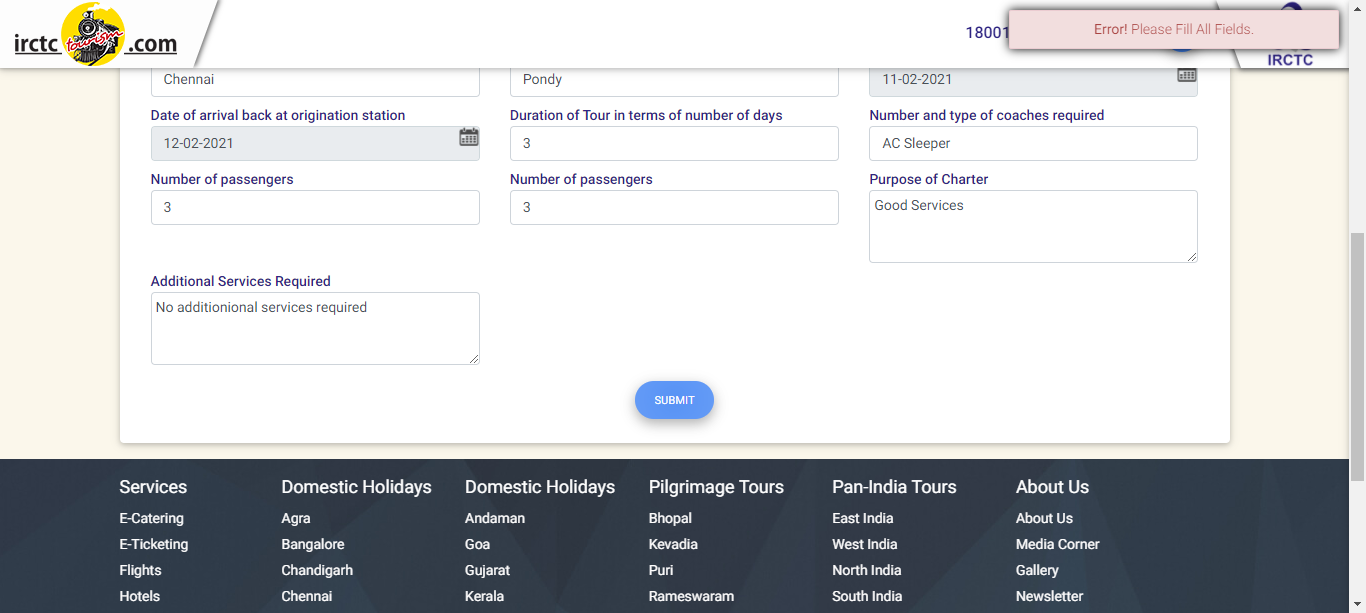 irctc tourism .com
18001
Error! Please Fill All Fields.
IRCTC
Chennai
Pondy
11-02-2021
Date of arrival back at origination station
Duration of Tour in terms of number of days
Number and type of coaches required
12-02-2021
3
AC Sleeper
Number of passengers
Number of passengers
Purpose of Charter
3
3
Good Services
Additional Services Required
No additionional services required
SUBMIT
Services
Domestic Holidays
Domestic Holidays
Pilgrimage Tours
Pan-India Tours
About Us
E-Catering
Agra
Andaman
Bhopal
East India
About Us
E-Ticketing
Bangalore
Goa
Kevadia
West India
Media Corner
Flights
Chandigarh
Gujarat
Puri
North India
Gallery
Hotels
Chennai
Kerala
Rameswaram
South India
Newsletter